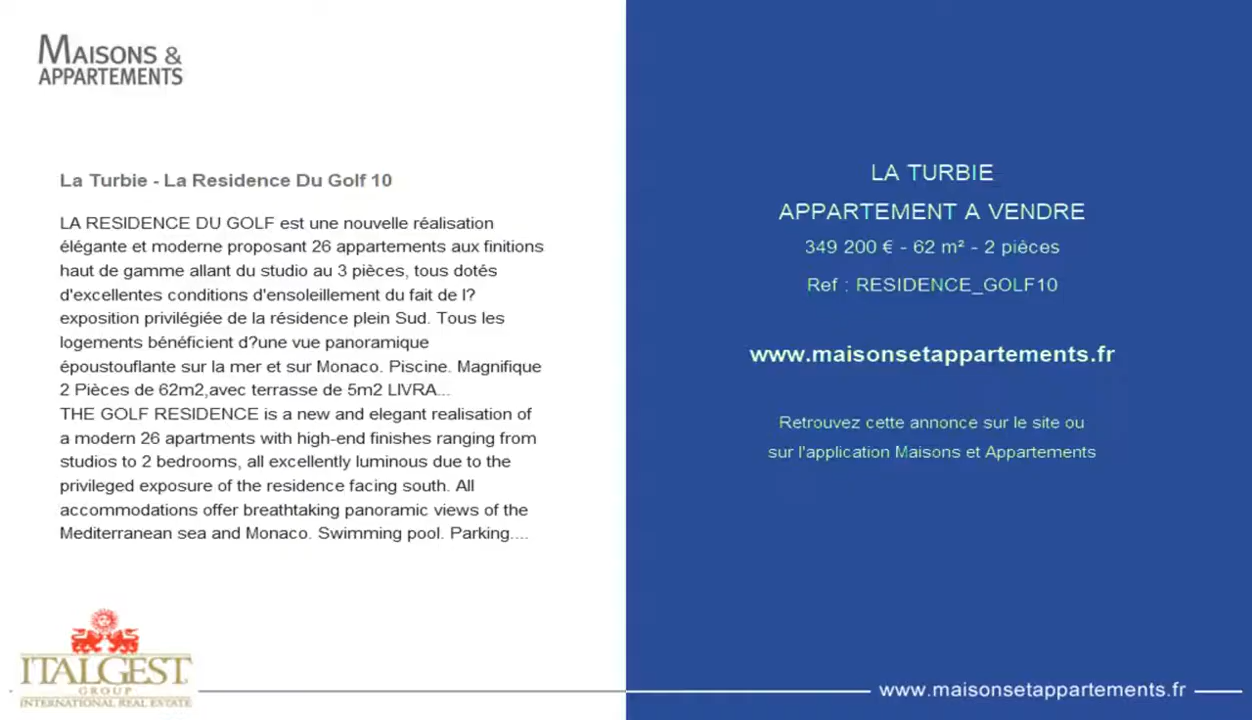 MAISONS &
APPARTEMENTS
La Turbie - La Residence Du Golf 10
LA RESIDENCE DU GOLF est une nouvelle réalisation
élégante et moderne proposant 26 appartements aux finitions
haut de gamme allant du studio au 3 pièces, tous dotés
d'excellentes conditions d'ensoleillement du fait de l?
exposition privilégiée de la résidence plein Sud. Tous les
logements bénéficient d?une vue panoramique
époustouflante sur la mer et sur Monaco. Piscine. Magnifique
2 Pièces de 62m2,avec terrasse de 5m2 LIVRA...
THE GOLF RESIDENCE is a new and elegant realisation of
a modern 26 apartments with high-end finishes ranging from
studios to 2 bedrooms, all excellently luminous due to the
privileged exposure of the residence facing south. All
accommodations offer breathtaking panoramic views of the
Mediterranean sea and Monaco. Swimming pool. Parking....
ITALGEST
GROUP
INTERNATIONAL REAL ESTATE
LA TURBIE
APPARTEMENT A VENDRE
349 200 € - 62 m² - 2 pièces
Ref : RESIDENCE_GOLF10
www.maisonsetappartements.fr
Retrouvez cette annonce sur le site ou
sur l'application Maisons et Appartements
www.maisonsetappartements.fr